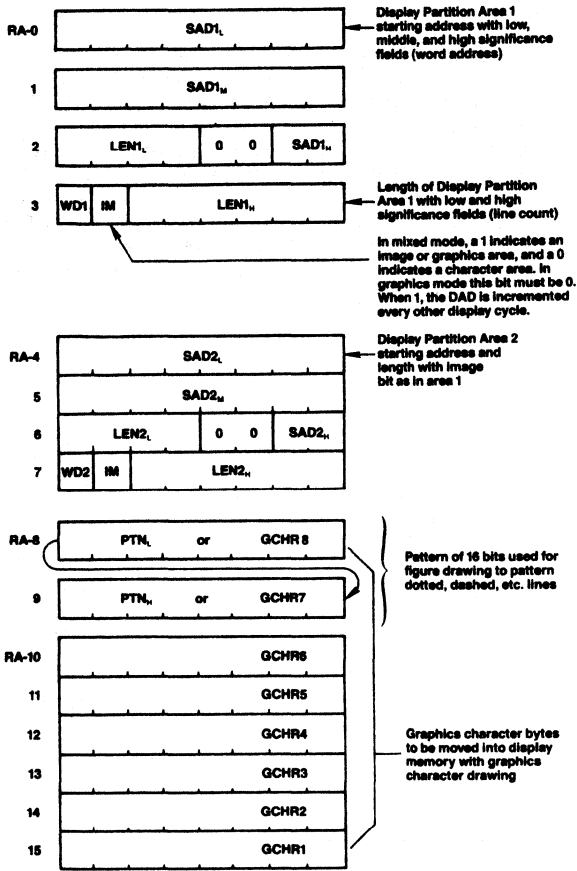 RA-0 SAD1L
Display Partition Area 1
starting address with low,
middle, and high significance
fields (word address)
1 SAD1M
2 LEN1L 0 0 SAD1H
3 WD1 IM LEN1H
Length of Display Partition
Area 1 with low and high
significance fields (line count)
In mixed mode, a 1 indicates an
image or graphics area, and a 0
indicates a character area. In
graphics mode this bit must be 0.
When 1, the DAD is incremented
every other display cycle.
RA-4 SAD2L
Display Partition Area 2
starting address and
length with image
bit as in area 1
5 SAD2M
6 LEN2L 0 0 SAD2H
7 WD2 IM LEN2H
RA-8 PTNL or GCHR8
9 PTNH or GCHR7
Pattern of 16 bits used for
figure drawing to pattern
dotted, dashed, etc. lines
RA-10 GCHR6
11 GCHR5
12 GCHR4
13 GCHR3
14 GCHR2
15 GCHR1
Graphics character bytes
to be moved into display
memory with graphics
character drawing